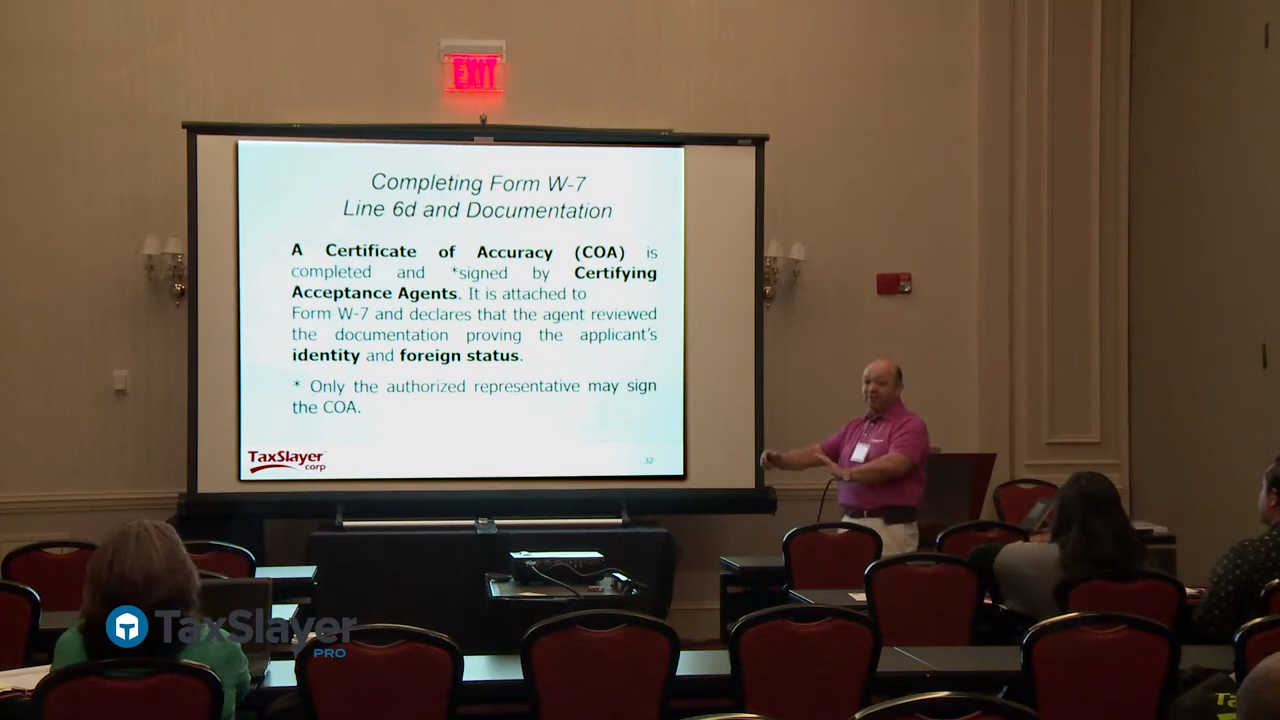 EXIT
Completing Form W-7
Line 6d and Documentation
A Certificate of Accuracy (COA) is
completed and *signed by Certifying
Acceptance Agents. It is attached to
Form W-7 and declares that the agent reviewed
the documentation proving the applicant's
identity and foreign status.
* Only the authorized representative may sign
the COA.
TaxSlayer
corp
32
TaxSlayer
PRO